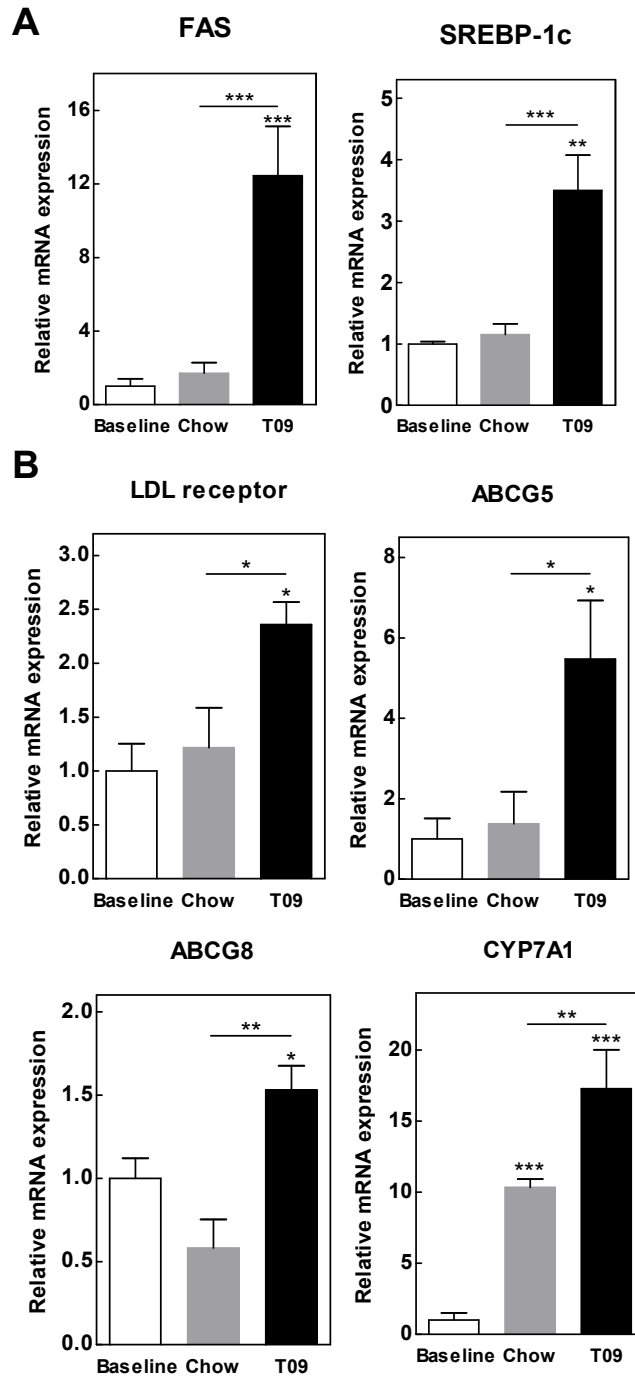 A
FAS
Relative mRNA expression
16
12
8
4
0
***
***
Baseline Chow T09
SREBP-1c
Relative mRNA expression
5
4
3
2
1
0
***
**
Baseline Chow T09
B
LDL receptor
Relative mRNA expression
3.0
2.5
2.0
1.5
1.0
0.5
0.0
*
*
Baseline Chow T09
ABCG5
Relative mRNA expression
8
6
4
2
0
*
*
Baseline Chow T09
ABCG8
Relative mRNA expression
2.0
1.5
1.0
0.5
0.0
**
*
Baseline Chow T09
CYP7A1
Relative mRNA expression
20
15
10
5
0
**
***
***
Baseline Chow T09